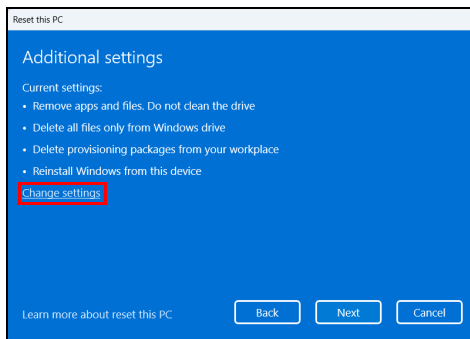 Reset this PC
Additional settings
Current settings:
• Remove apps and files. Do not clean the drive
• Delete all files only from Windows drive
• Delete provisioning packages from your workplace
• Reinstall Windows from this device
Change settings
Learn more about reset this PC
Back
Next
Cancel